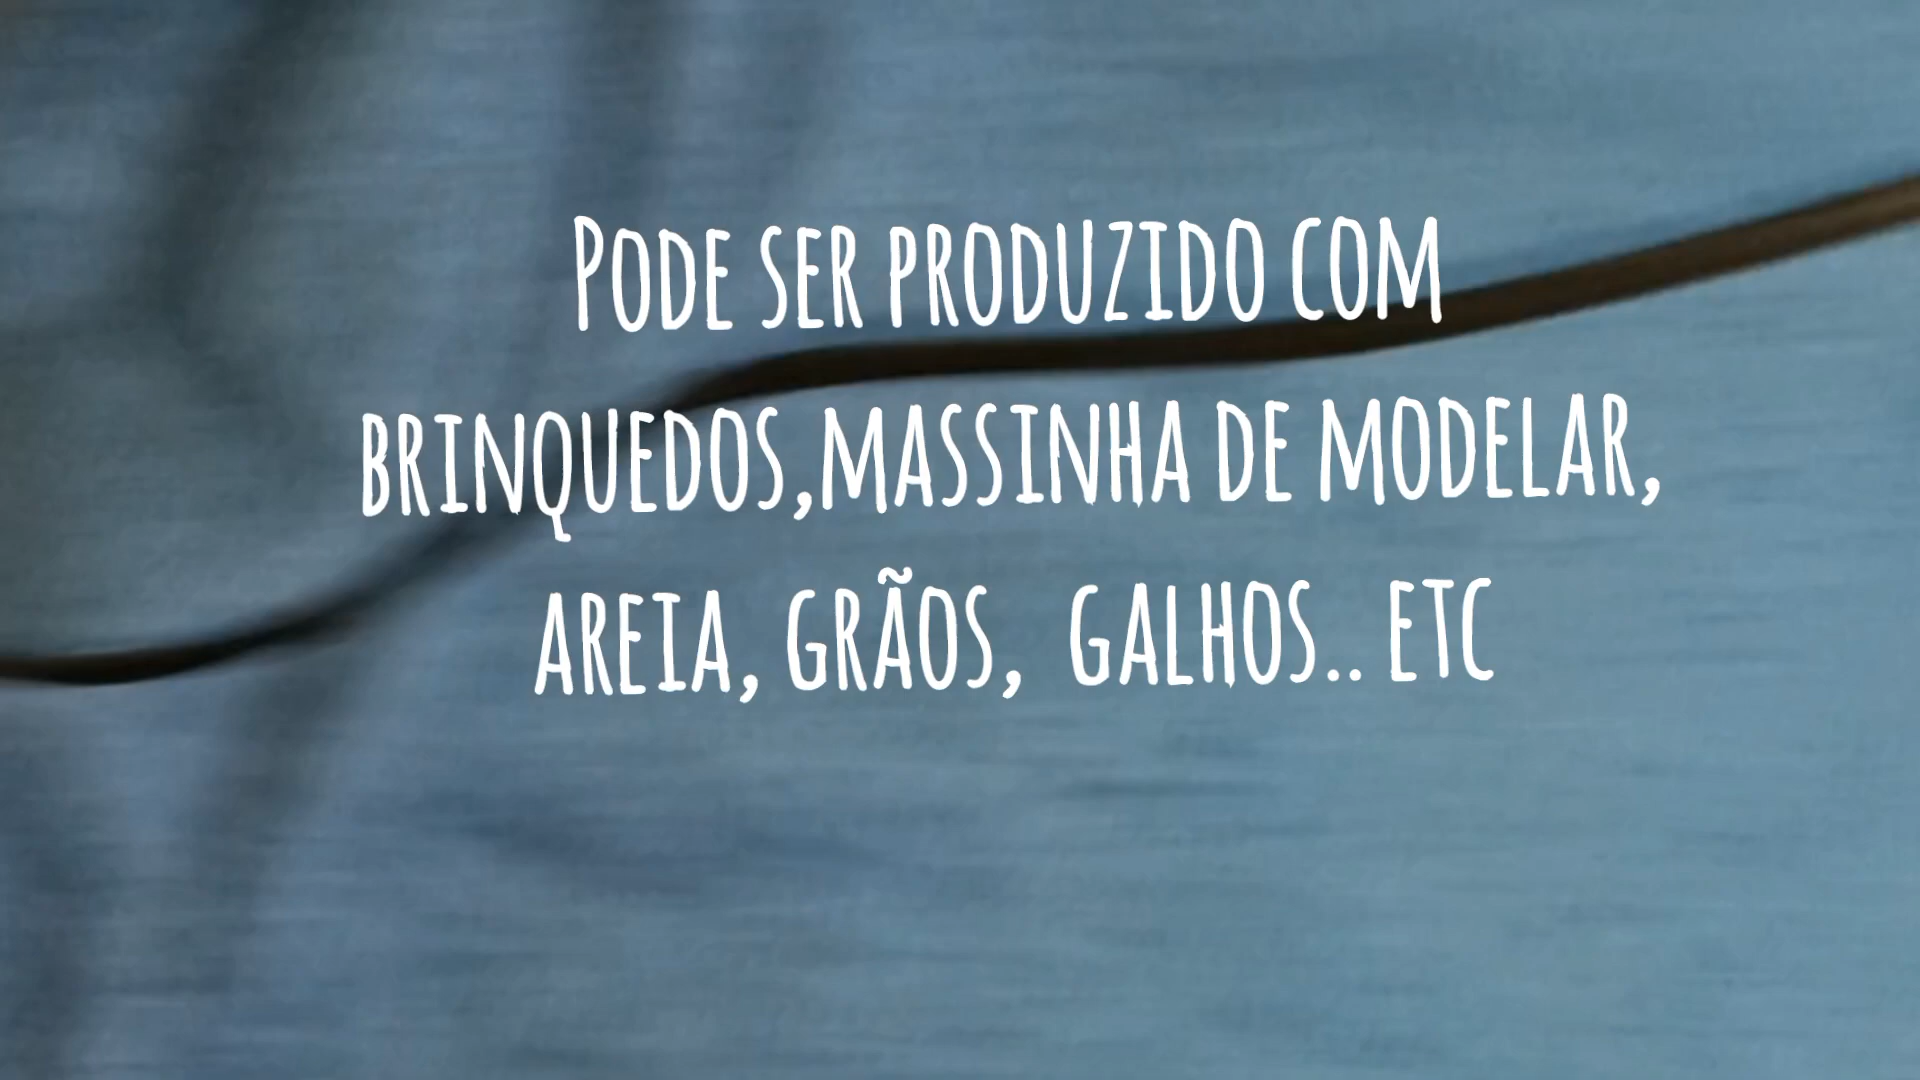 Pode ser produzido com
brinquedos,massinha de modelar,
areia, grãos, galhos.. etc